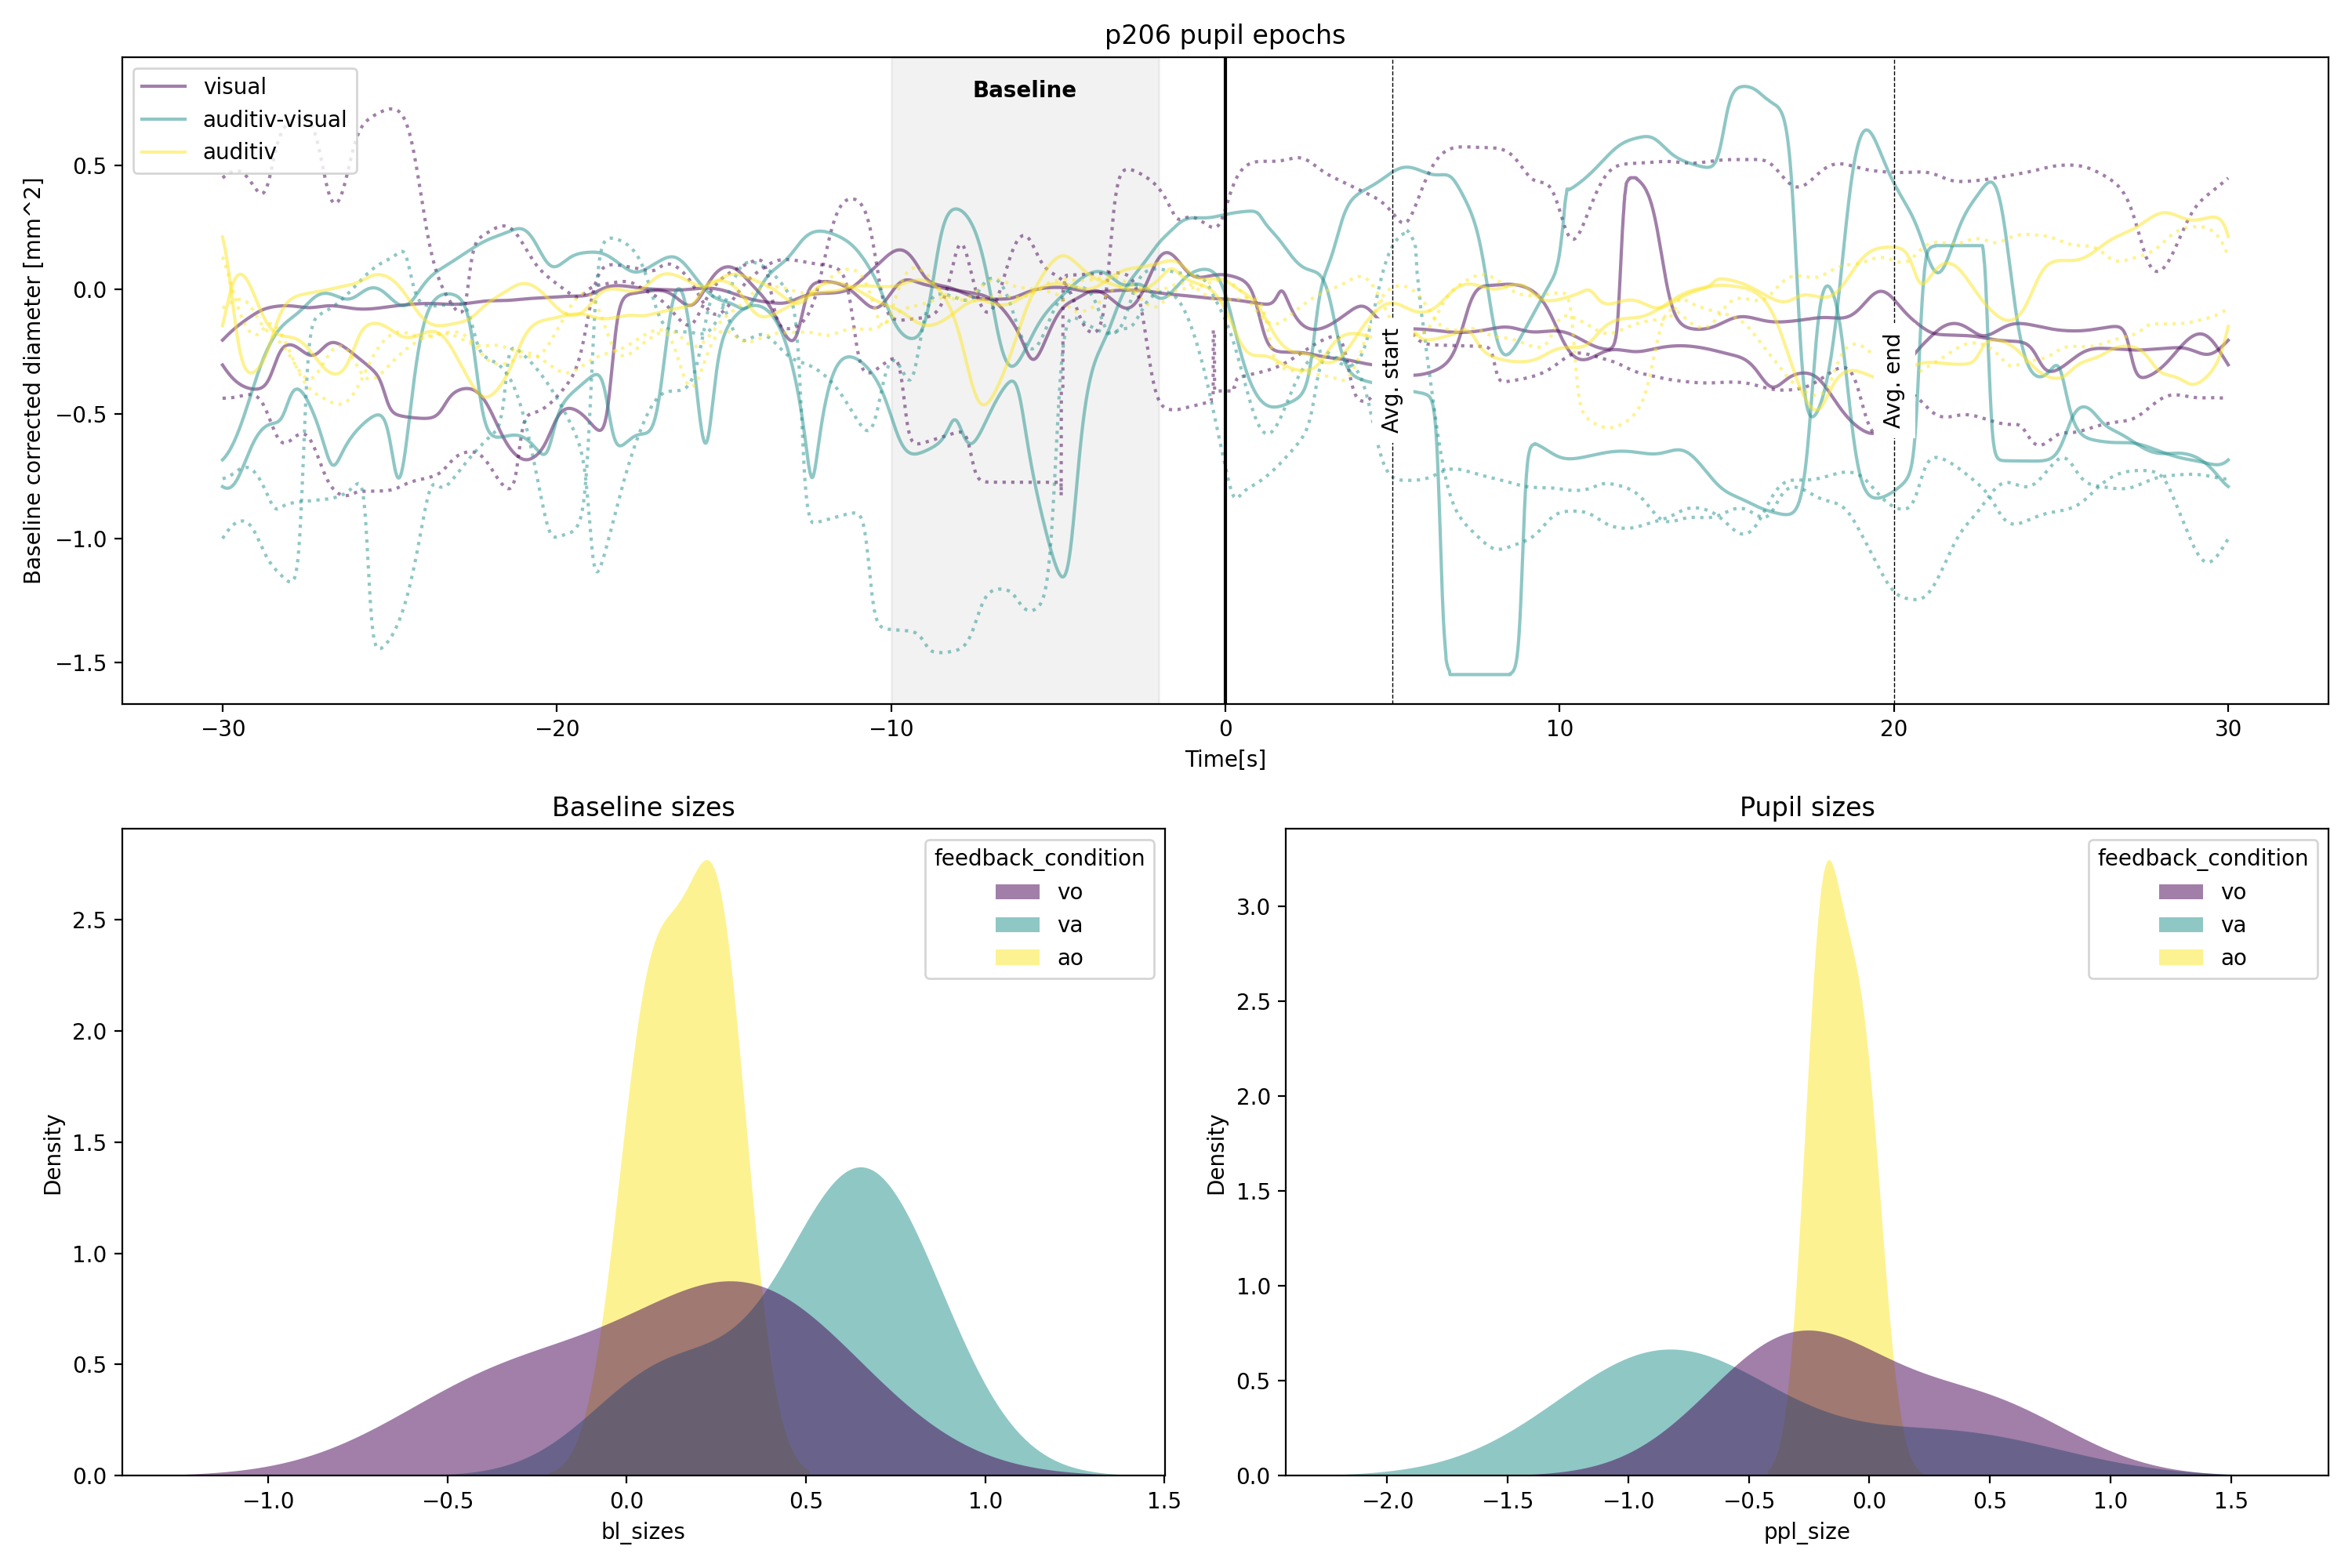 p206 pupil epochs
visual
auditiv-visual
auditiv
Baseline
Avg. start
Avg. end
Baseline corrected diameter [mm^2]
0.5
0.0
−0.5
−1.0
−1.5
−30
−20
−10
0
10
20
30
Time[s]
Baseline sizes
feedback_condition
vo
va
ao
Density
2.5
2.0
1.5
1.0
0.5
0.0
−1.0
−0.5
0.0
0.5
1.0
1.5
bl_sizes
Pupil sizes
feedback_condition
vo
va
ao
Density
3.0
2.5
2.0
1.5
1.0
0.5
0.0
−2.0
−1.5
−1.0
−0.5
0.0
0.5
1.0
1.5
ppl_size